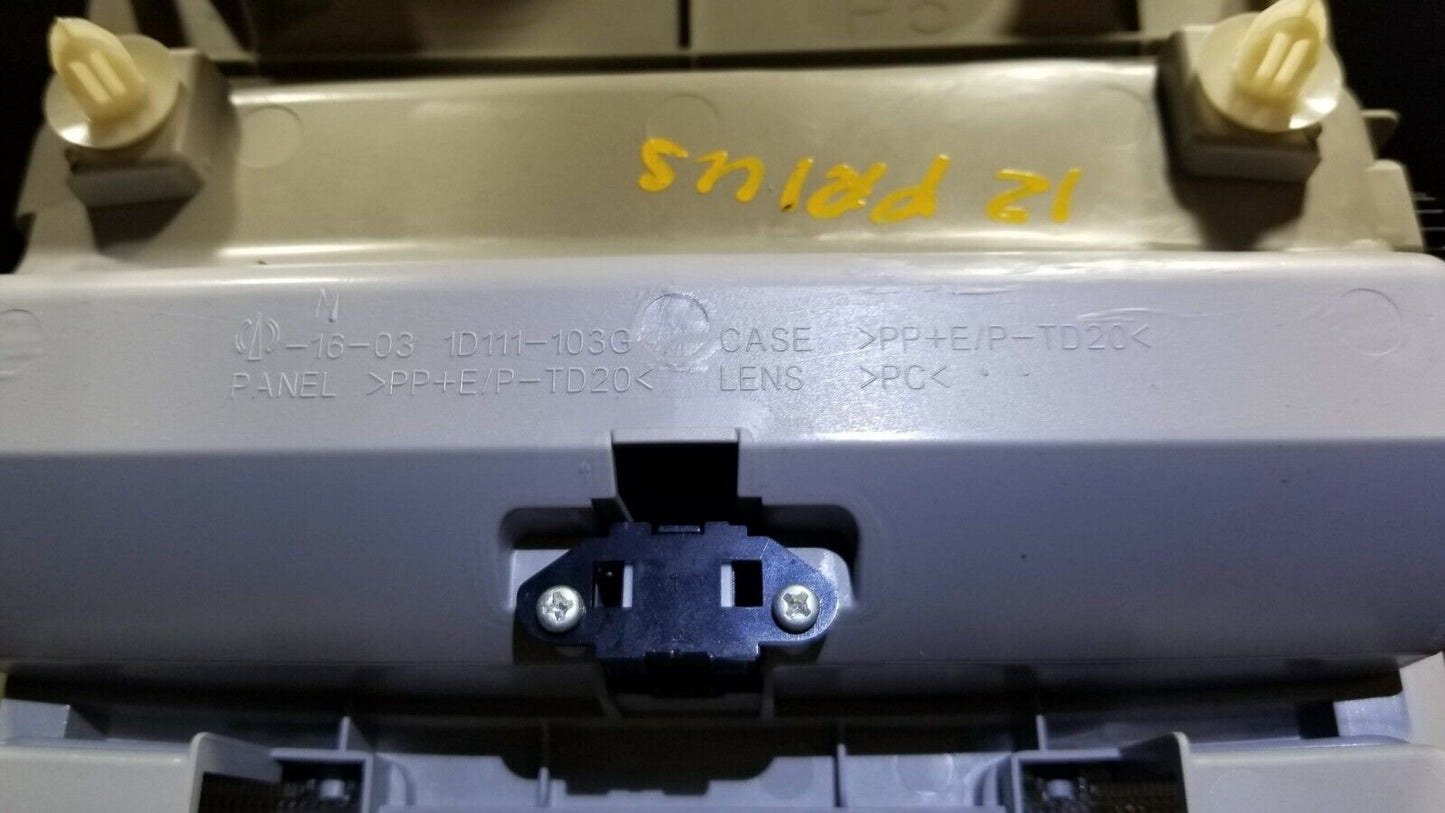 12 PRIUS
M
-16-03 1D111-103G CASE >PP+E/P-TD20<
PANEL >PP+E/P-TD20< LENS >PC<